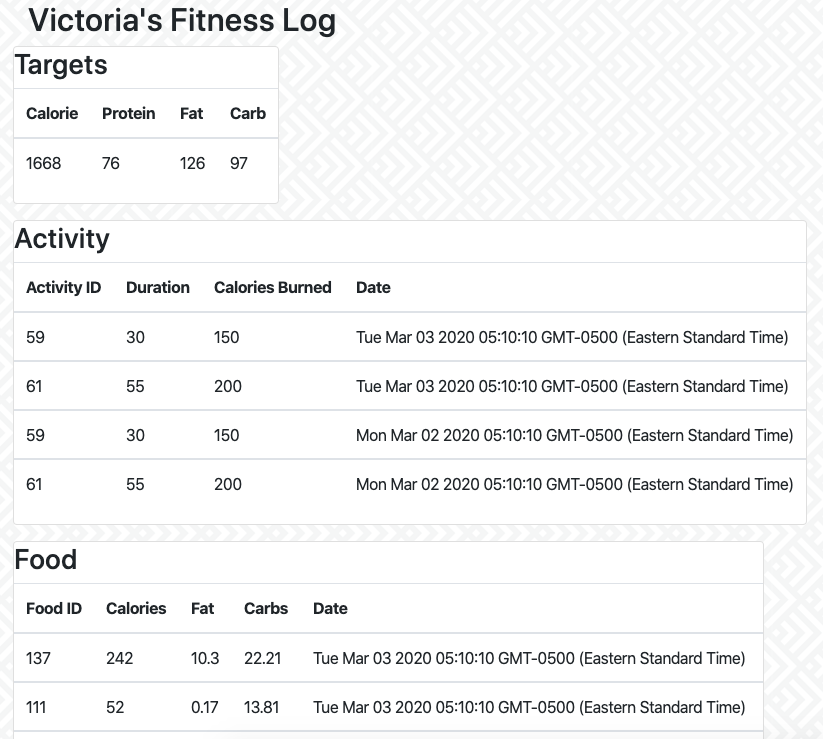 Victoria's Fitness Log
Targets
Calorie Protein Fat Carb
1668 76 126 97
Activity
Activity ID Duration Calories Burned Date
59 30 150 Tue Mar 03 2020 05:10:10 GMT-0500 (Eastern Standard Time)
61 55 200 Tue Mar 03 2020 05:10:10 GMT-0500 (Eastern Standard Time)
59 30 150 Mon Mar 02 2020 05:10:10 GMT-0500 (Eastern Standard Time)
61 55 200 Mon Mar 02 2020 05:10:10 GMT-0500 (Eastern Standard Time)
Food
Food ID Calories Fat Carbs Date
137 242 10.3 22.21 Tue Mar 03 2020 05:10:10 GMT-0500 (Eastern Standard Time)
111 52 0.17 13.81 Tue Mar 03 2020 05:10:10 GMT-0500 (Eastern Standard Time)